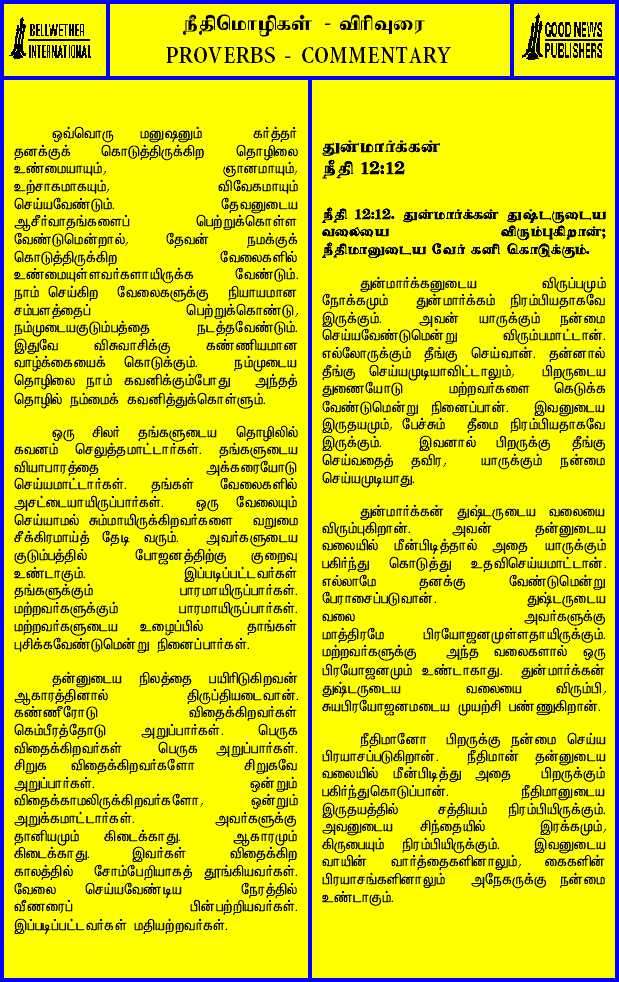 BELLWETHER
INTERNATIONAL
நீதிமொழிகள் - விரிவுரை
PROVERBS - COMMENTARY
GOOD NEWS
PUBLISHERS
ஒவ்வொரு மனுஷனும் கர்த்தர்
தனக்குக் கொடுத்திருக்கிற தொழிலை
உண்மையாயும், ஞானமாயும்,
உற்சாகமாகயும், விவேகமாயும்
செய்யவேண்டும். தேவனுடைய
ஆசீர்வாதங்களைப் பெற்றுக்கொள்ள
வேண்டுமென்றால், தேவன் நமக்குக்
கொடுத்திருக்கிற வேலைகளில்
உண்மையுள்ளவர்களாயிருக்க வேண்டும்.
நாம் செய்கிற வேலைகளுக்கு நியாயமான
சம்பளத்தைப் பெற்றுக்கொண்டு,
நம்முடையகுடும்பத்தை நடத்தவேண்டும்.
இதுவே விசுவாசிக்கு கண்ணியமான
வாழ்க்கையைக் கொடுக்கும். நம்முடைய
தொழிலை நாம் கவனிக்கும்போது அந்தத்
தொழில் நம்மைக் கவனித்துக்கொள்ளும்.
ஒரு சிலர் தங்களுடைய தொழிலில்
கவனம் செலுத்தமாட்டார்கள். தங்களுடைய
வியாபாரத்தை அக்கரையோடு
செய்யமாட்டார்கள். தங்கள் வேலைகளில்
அசட்டையாயிருப்பார்கள். ஒரு வேலையும்
செய்யாமல் சும்மாயிருக்கிறவர்களை வறுமை
சீக்கிரமாய்த் தேடி வரும். அவர்களுடைய
குடும்பத்தில் போஜனத்திற்கு குறைவு
உண்டாகும். இப்படிப்பட்டவர்கள்
தங்களுக்கும் பாரமாயிருப்பார்கள்.
மற்றவர்களுக்கும் பாரமாயிருப்பார்கள்.
மற்றவர்களுடைய உழைப்பில் தாங்கள்
புசிக்கவேண்டுமென்று நினைப்பார்கள்.
தன்னுடைய நிலத்தை பயிரிடுகிறவன்
ஆகாரத்தினால் திருப்தியடைவான்.
கண்ணீரோடு விதைக்கிறவர்கள்
கெம்பீரத்தோடு அறுப்பார்கள். பெருக
விதைக்கிறவர்கள் பெருக அறுப்பார்கள்.
சிறுக விதைக்கிறவர்களோ சிறுகவே
அறுப்பார்கள். ஒன்றும்
விதைக்காமலிருக்கிறவர்களோ, ஒன்றும்
அறுக்கமாட்டார்கள். அவர்களுக்கு
தானியமும் கிடைக்காது. ஆகாரமும்
கிடைக்காது. இவர்கள் விதைக்கிற
காலத்தில் சோம்பேறியாகத் தூங்கியவர்கள்.
வேலை செய்யவேண்டிய நேரத்தில்
வீணரைப் பின்பற்றியவர்கள்.
இப்படிப்பட்டவர்கள் மதியற்றவர்கள்.
துன்மார்க்கன்
நீதி 12:12
நீதி 12:12. துன்மார்க்கன் துஷ்டருடைய
வலையை விரும்புகிறான்;
நீதிமானுடைய வேர் கனி கொடுக்கும்.
துன்மார்க்கனுடைய விருப்பமும்
நோக்கமும் துன்மார்க்கம் நிரம்பியதாகவே
இருக்கும். அவன் யாருக்கும் நன்மை
செய்யவேண்டுமென்று விரும்பமாட்டான்.
எல்லோருக்கும் தீங்கு செய்வான். தன்னால்
தீங்கு செய்யமுடியாவிட்டாலும், பிறருடைய
துணையோடு மற்றவர்களை கெடுக்க
வேண்டுமென்று நினைப்பான். இவனுடைய
இருதயமும், பேச்சும் தீமை நிரம்பியதாகவே
இருக்கும். இவனால் பிறருக்கு தீங்கு
செய்வதைத் தவிர, யாருக்கும் நன்மை
செய்யமுடியாது.
துன்மார்க்கன் துஷ்டருடைய வலையை
விரும்புகிறான். அவன் தன்னுடைய
வலையில் மீன்பிடித்தால் அதை யாருக்கும்
பகிர்ந்து கொடுத்து உதவிசெய்யமாட்டான்.
எல்லாமே தனக்கு வேண்டுமென்று
பேராசைப்படுவான். துஷ்டருடைய
வலை அவர்களுக்கு
மாத்திரமே பிரயோஜனமுள்ளதாயிருக்கும்.
மற்றவர்களுக்கு அந்த வலைகளால் ஒரு
பிரயோஜனமும் உண்டாகாது. துன்மார்க்கன்
துஷ்டருடைய வலையை விரும்பி,
சுயபிரயோஜனமடைய முயற்சி பண்ணுகிறான்.
நீதிமானோ பிறருக்கு நன்மை செய்ய
பிரயாசப்படுகிறான். நீதிமான் தன்னுடைய
வலையில் மீன்பிடித்து அதை பிறருக்கும்
பகிர்ந்துகொடுப்பான். நீதிமானுடைய
இருதயத்தில் சத்தியம் நிரம்பியிருக்கும்.
அவனுடைய சிந்தையில் இரக்கமும்,
கிருபையும் நிரம்பியிருக்கும். இவனுடைய
வாயின் வார்த்தைகளினாலும், கைகளின்
பிரயாசங்களினாலும் அநேகருக்கு நன்மை
உண்டாகும்.